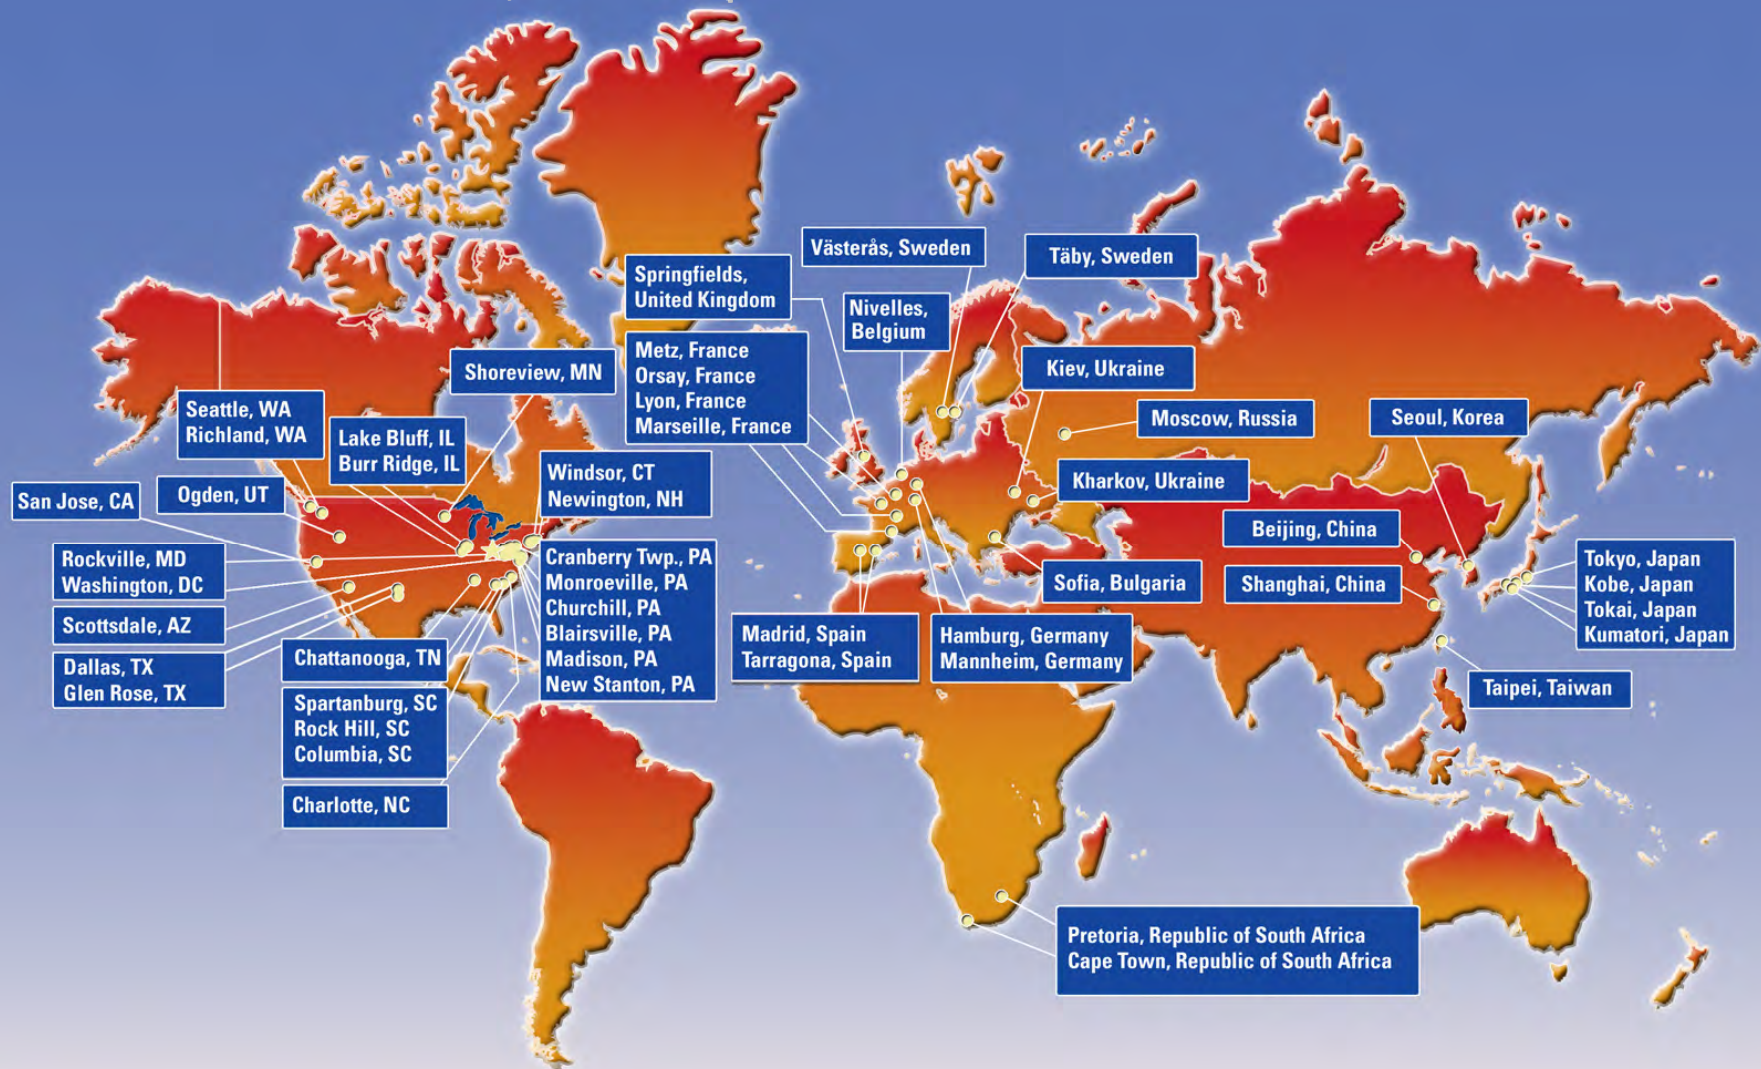 Västerås, Sweden
Täby, Sweden
Springfields,
United Kingdom
Nivelles,
Belgium
Metz, France
Orsay, France
Lyon, France
Marseille, France
Shoreview, MN
Kiev, Ukraine
Seattle, WA
Richland, WA
Lake Bluff, IL
Burr Ridge, IL
Moscow, Russia
Seoul, Korea
Windsor, CT
Newington, NH
San Jose, CA
Ogden, UT
Kharkov, Ukraine
Beijing, China
Rockville, MD
Washington, DC
Cranberry Twp., PA
Monroeville, PA
Churchill, PA
Blairsville, PA
Madison, PA
New Stanton, PA
Sofia, Bulgaria
Shanghai, China
Tokyo, Japan
Kobe, Japan
Tokai, Japan
Kumatori, Japan
Scottsdale, AZ
Madrid, Spain
Tarragona, Spain
Hamburg, Germany
Mannheim, Germany
Dallas, TX
Glen Rose, TX
Chattanooga, TN
Taipei, Taiwan
Spartanburg, SC
Rock Hill, SC
Columbia, SC
Charlotte, NC
Pretoria, Republic of South Africa
Cape Town, Republic of South Africa